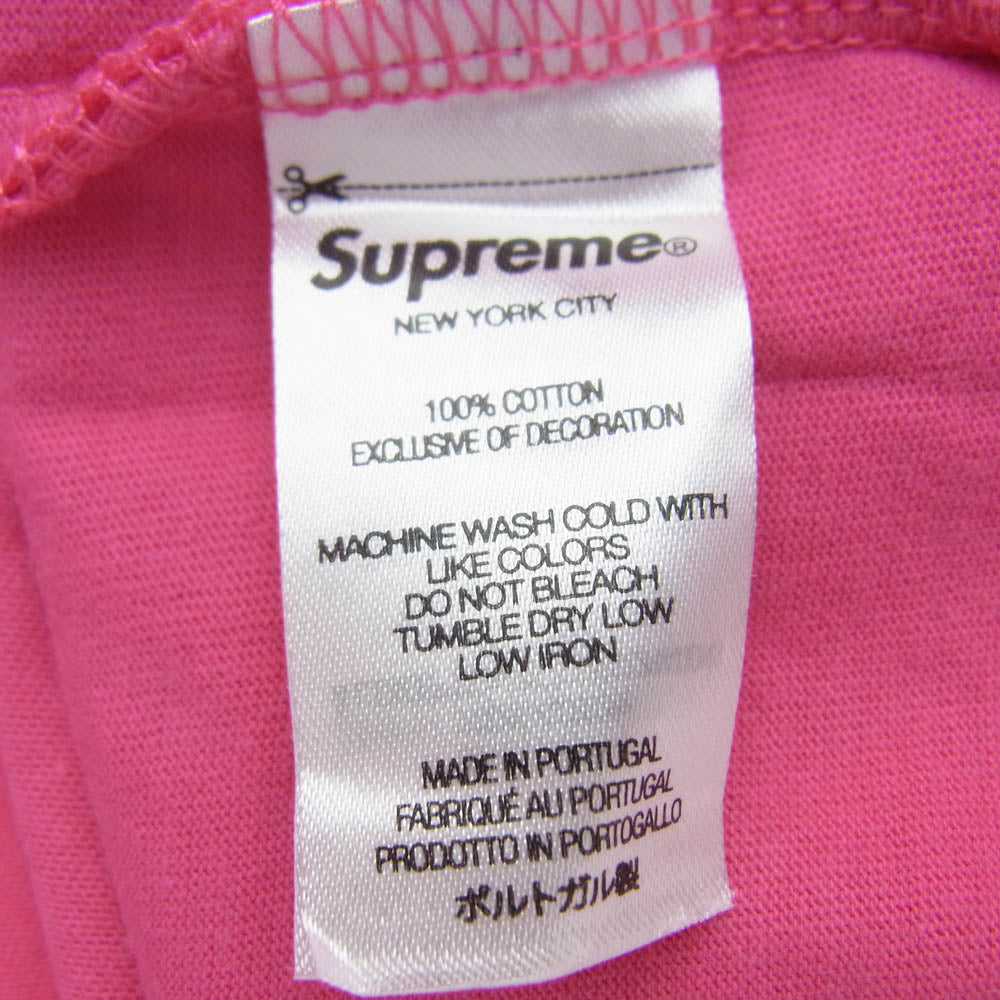 Supreme®
NEW YORK CITY
100% COTTON
EXCLUSIVE OF DECORATION
MACHINE WASH COLD WITH
LIKE COLORS
DO NOT BLEACH
TUMBLE DRY LOW
LOW IRON
MADE IN PORTUGAL
FABRIQUÉ AU PORTUGAL
PRODOTTO IN PORTOGALLO
ポルトガル製